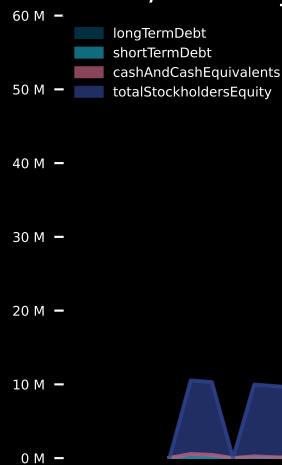 60 M
longTermDebt
shortTermDebt
cashAndCashEquivalents
totalStockholdersEquity
50 M
40 M
30 M
20 M
10 M
0 M